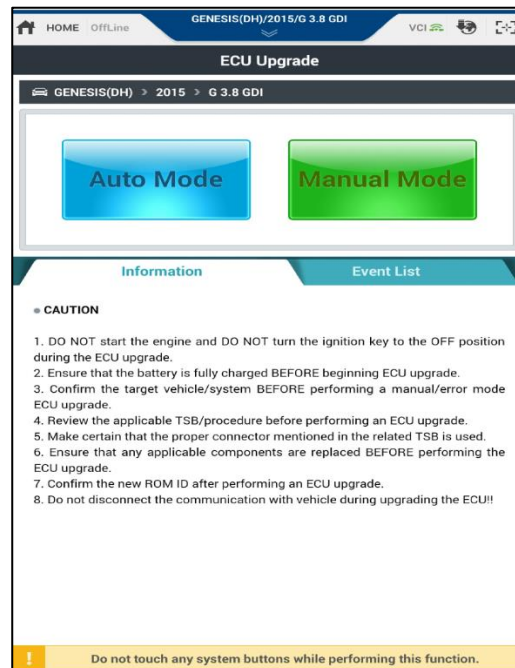 GENESIS(DH)/2015/G 3.8 GDI
HOME OffLine VCI
ECU Upgrade
GENESIS(DH) > 2015 > G 3.8 GDI
Auto Mode Manual Mode
Information Event List
● CAUTION
1. DO NOT start the engine and DO NOT turn the ignition key to the OFF position
during the ECU upgrade.
2. Ensure that the battery is fully charged BEFORE beginning ECU upgrade.
3. Confirm the target vehicle/system BEFORE performing a manual/error mode
ECU upgrade.
4. Review the applicable TSB/procedure before performing an ECU upgrade.
5. Make certain that the proper connector mentioned in the related TSB is used.
6. Ensure that any applicable components are replaced BEFORE performing the
ECU upgrade.
7. Confirm the new ROM ID after performing an ECU upgrade.
8. Do not disconnect the communication with vehicle during upgrading the ECU!!
! Do not touch any system buttons while performing this function.